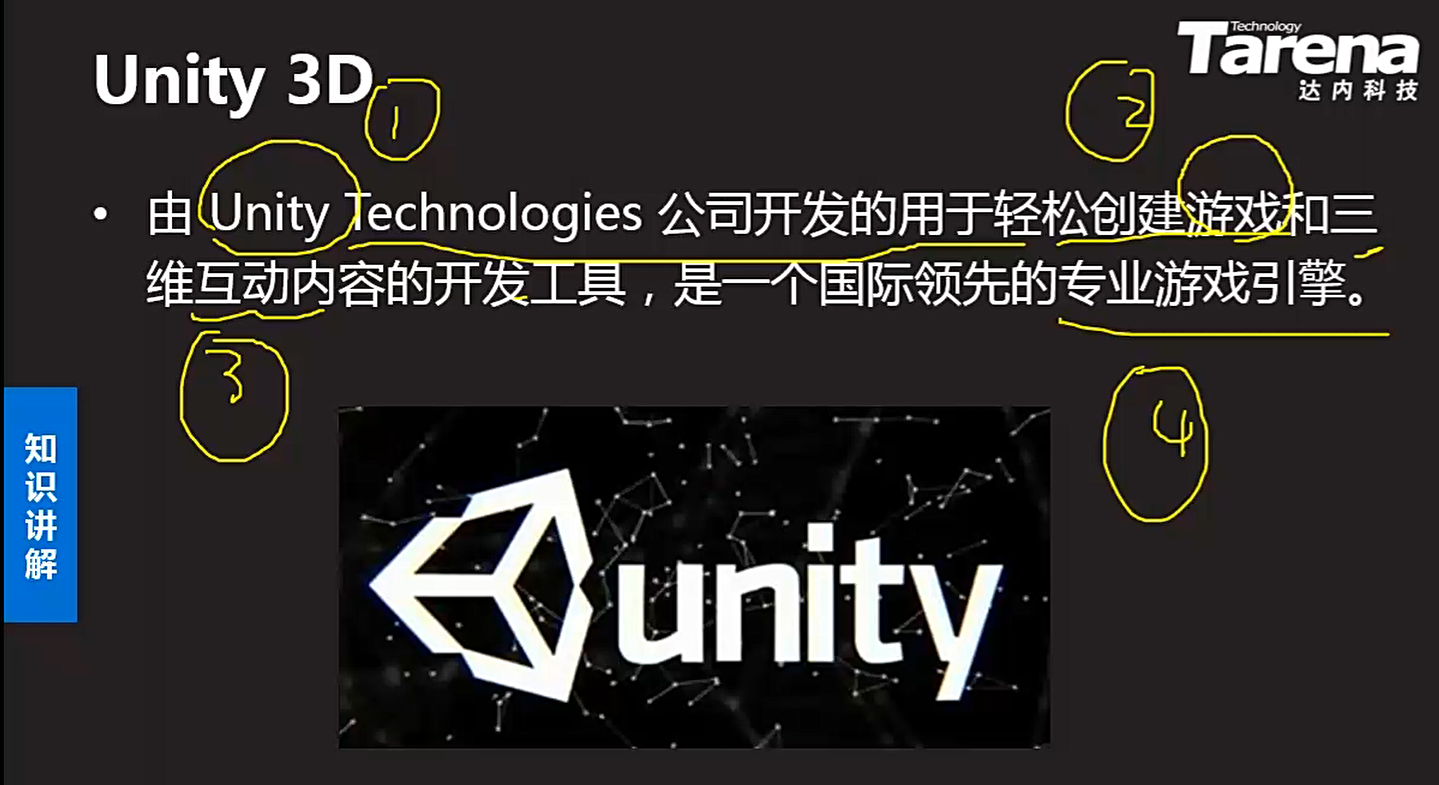 Technology
Tarena
达内科技
Unity 3D
1
2
• 由 Unity Technologies 公司开发的用于轻松创建游戏和三
维互动内容的开发工具，是一个国际领先的专业游戏引擎。
3
4
知识讲解
unity